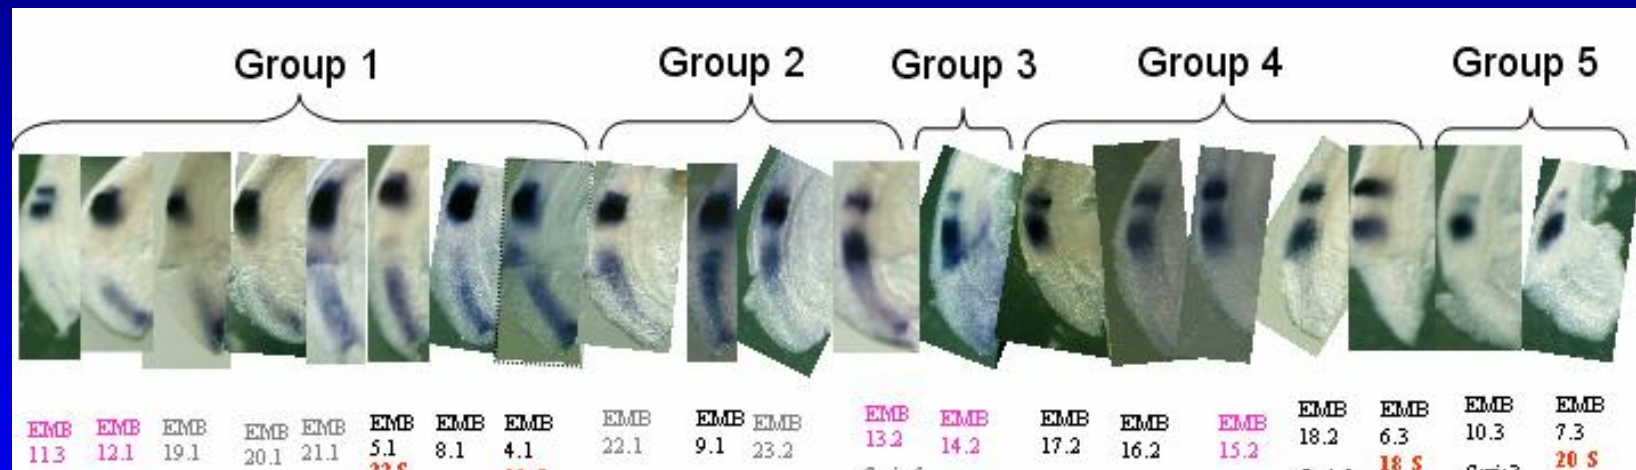 Group 1 Group 2 Group 3 Group 4 Group 5
EMB EMB EMB EMB EMB EMB EMB EMB EMB EMB EMB EMB EMB EMB EMB EMB EMB EMB EMB EMB
11.3 12.1 19.1 20.1 21.1 5.1 8.1 4.1 22.1 9.1 23.2 13.2 14.2 17.2 16.2 15.2 18.2 6.3 10.3 7.3
18 S 20 S